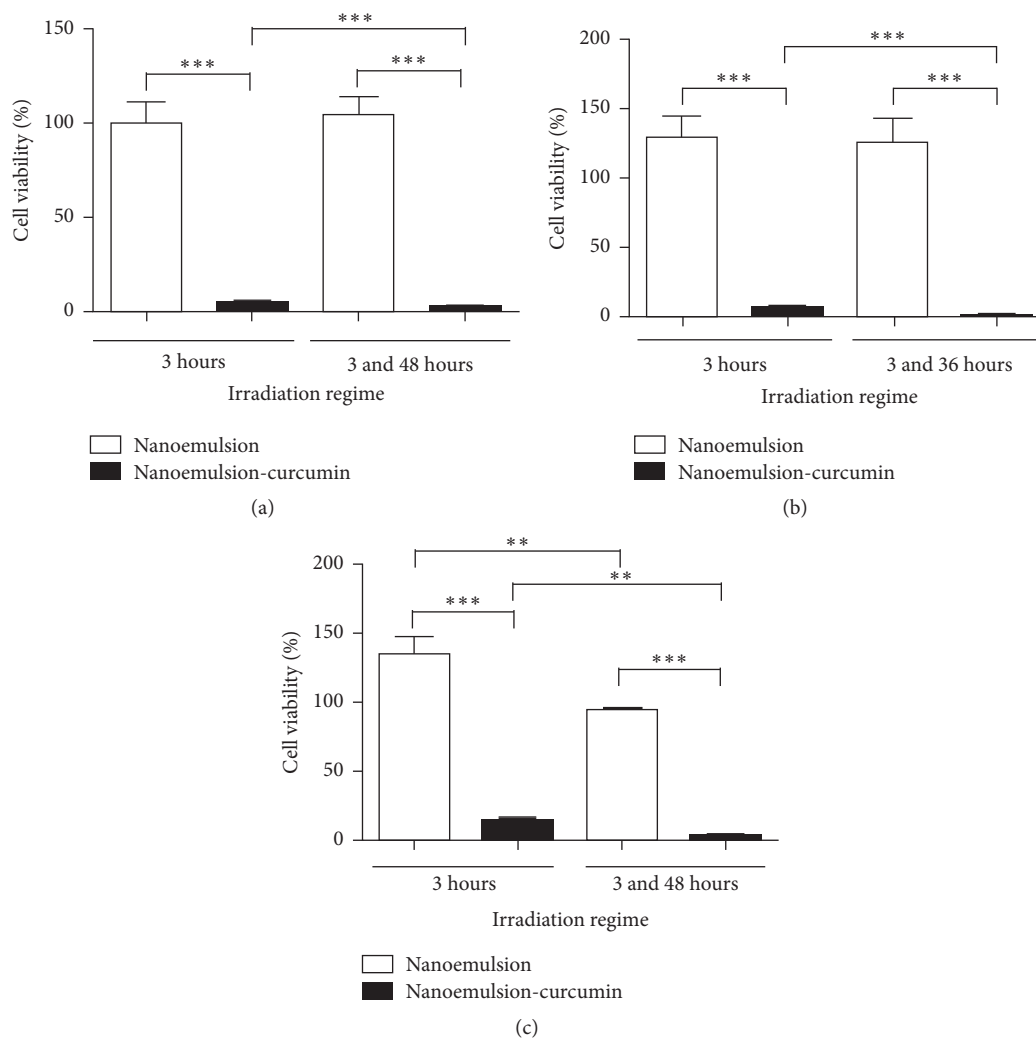 150
100
50
0
Cell viability (%)
***
***
***
3 hours
3 and 48 hours
Irradiation regime
Nanoemulsion
Nanoemulsion-curcumin
(a)
200
150
100
50
0
Cell viability (%)
***
***
***
3 hours
3 and 36 hours
Irradiation regime
Nanoemulsion
Nanoemulsion-curcumin
(b)
200
150
100
50
0
Cell viability (%)
**
**
***
***
3 hours
3 and 48 hours
Irradiation regime
Nanoemulsion
Nanoemulsion-curcumin
(c)